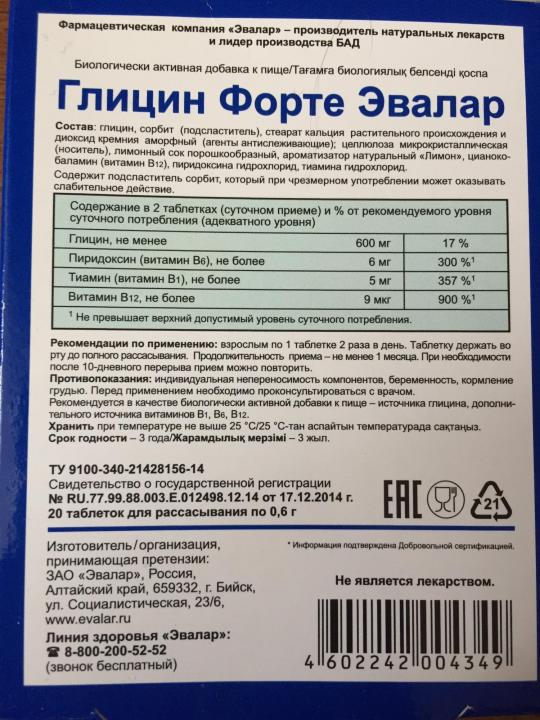 Фармацевтическая компания «Эвалар» – производитель натуральных лекарств
и лидер производства БАД
Биологически активная добавка к пище/Тағамға биологиялық белсенді қоспа
Глицин Форте Эвалар
Состав: глицин, сорбит (подсластитель), стеарат кальция растительного происхождения и
диоксид кремния аморфный (агенты антислеживающие); целлюлоза микрокристаллическая
(носитель), лимонный сок порошкообразный, ароматизатор натуральный «Лимон», цианоко-
баламин (витамин В12), пиридоксина гидрохлорид, тиамина гидрохлорид.
Содержит подсластитель сорбит, который при чрезмерном употреблении может оказывать
слабительное действие.
Содержание в 2 таблетках (суточном приеме) и % от рекомендуемого уровня
суточного потребления (адекватного уровня)
Глицин, не менее 600 мг 17 %
Пиридоксин (витамин В6), не более 6 мг 300 %¹
Тиамин (витамин В1), не более 5 мг 357 %¹
Витамин В12, не более 9 мкг 900 %¹
¹ Не превышает верхний допустимый уровень суточного потребления.
Рекомендации по применению: взрослым по 1 таблетке 2 раза в день. Таблетку держать во
рту до полного рассасывания. Продолжительность приема – не менее 1 месяца. При необходимости
после 10-дневного перерыва прием можно повторить.
Противопоказания: индивидуальная непереносимость компонентов, беременность, кормление
грудью. Перед применением необходимо проконсультироваться с врачом.
Рекомендуется в качестве биологически активной добавки к пище – источника глицина, дополни-
тельного источника витаминов В1, В6, В12.
Хранить при температуре не выше 25 °С/25 °С-тан аспайтын температурада сақтаңыз.
Срок годности – 3 года/Жарамдылық мерзімі – 3 жыл.
ТУ 9100-340-21428156-14
Свидетельство о государственной регистрации
№ RU.77.99.88.003.Е.012498.12.14 от 17.12.2014 г.
20 таблеток для рассасывания по 0,6 г
EAC
21
Изготовитель/организация,
принимающая претензии:
ЗАО «Эвалар», Россия,
Алтайский край, 659332, г. Бийск,
ул. Социалистическая, 23/6,
www.evalar.ru
Линия здоровья «Эвалар»:
☎ 8-800-200-52-52
(звонок бесплатный)
* Информация подтверждена Добровольной сертификацией.
Не является лекарством.
4 602242 004349